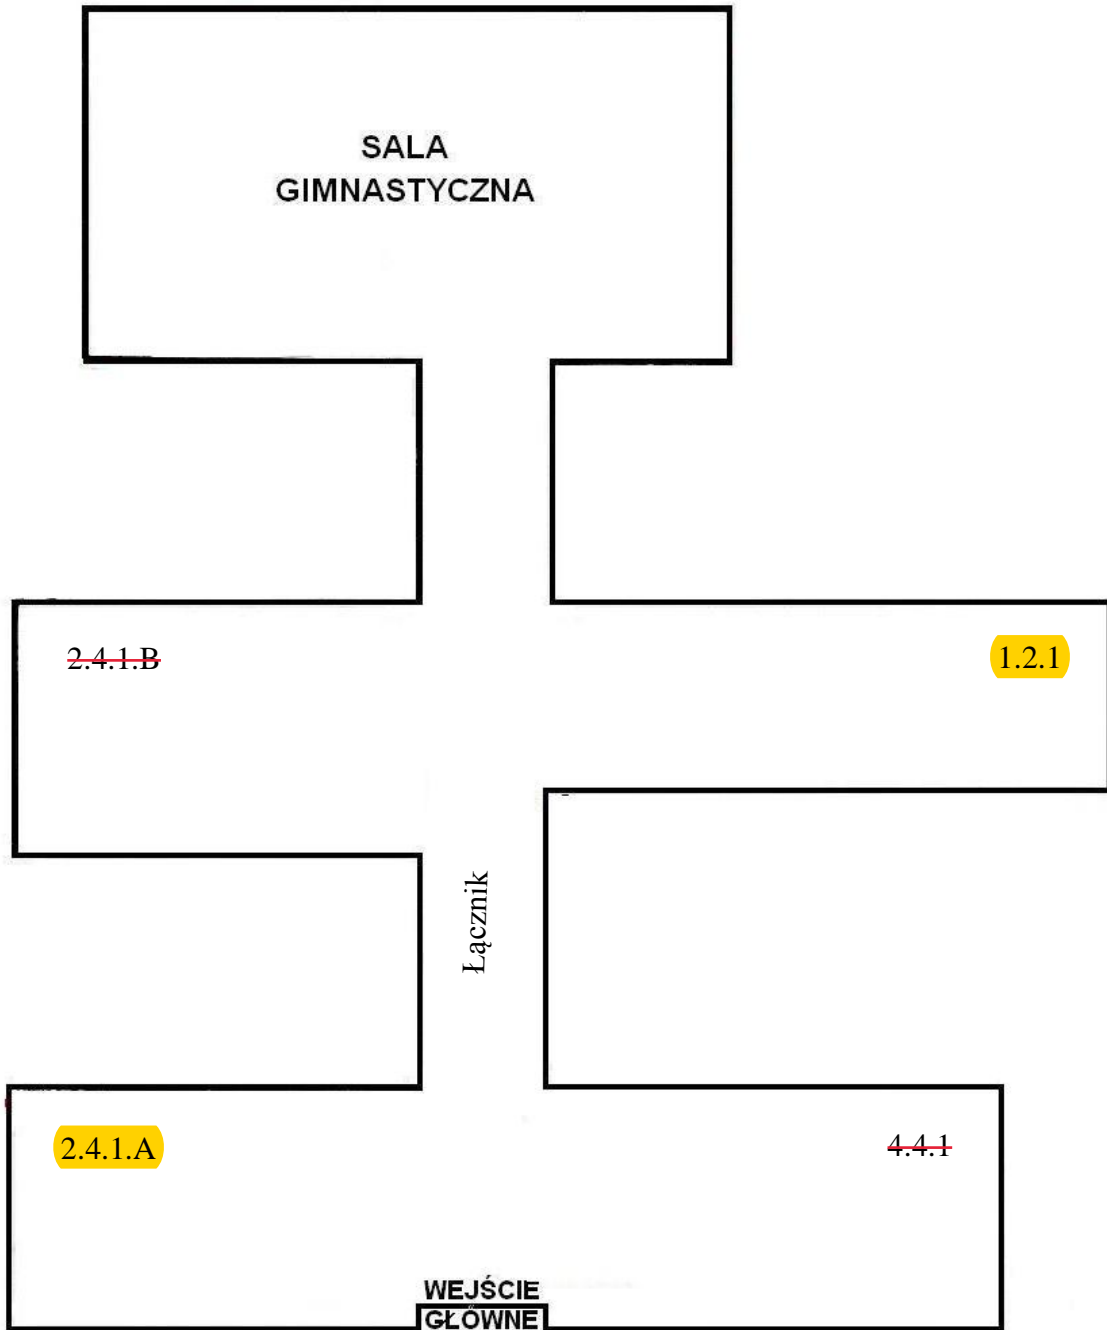 SALA
GIMNASTYCZNA
2.4.1.B
1.2.1
Łącznik
2.4.1.A
4.4.1
WEJŚCIE
GŁÓWNE